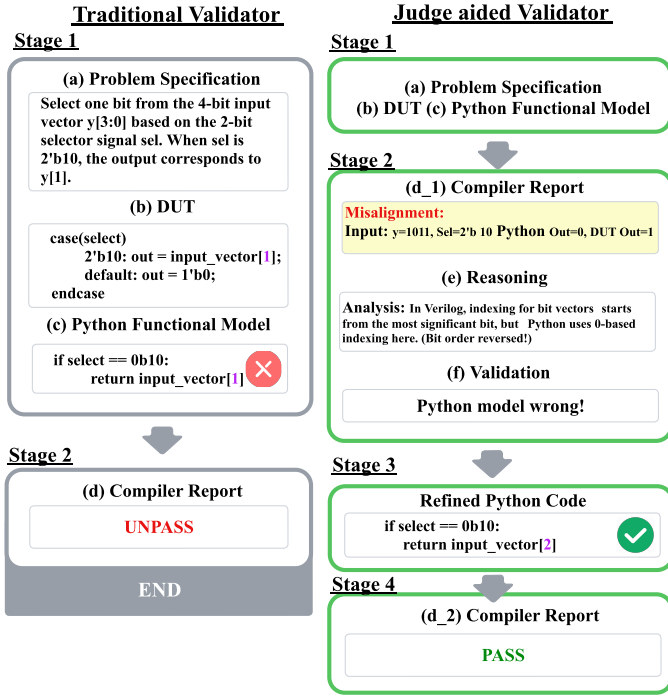 Traditional Validator
Stage 1
(a) Problem Specification
Select one bit from the 4-bit input
vector y[3:0] based on the 2-bit
selector signal sel. When sel is
2'b10, the output corresponds to
y[1].
(b) DUT
case(select)
2'b10: out = input_vector[1];
default: out = 1'b0;
endcase
(c) Python Functional Model
if select == 0b10:
return input_vector[1]
Stage 2
(d) Compiler Report
UNPASS
END
Judge aided Validator
Stage 1
(a) Problem Specification
(b) DUT (c) Python Functional Model
Stage 2
(d_1) Compiler Report
Misalignment:
Input: y=1011, Sel=2'b 10 Python Out=0, DUT Out=1
(e) Reasoning
Analysis: In Verilog, indexing for bit vectors starts
from the most significant bit, but Python uses 0-based
indexing here. (Bit order reversed!)
(f) Validation
Python model wrong!
Stage 3
Refined Python Code
if select == 0b10:
return input_vector[2]
Stage 4
(d_2) Compiler Report
PASS